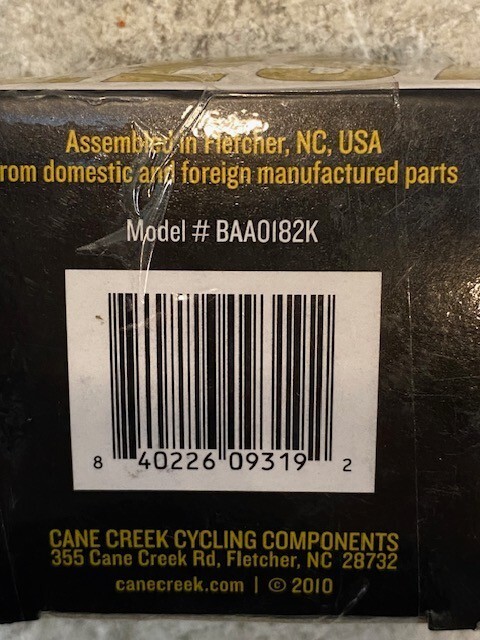 Assembled in Fletcher, NC, USA
rom domestic and foreign manufactured parts
Model # BAA0182K
8 40226 09319 2
CANE CREEK CYCLING COMPONENTS
355 Cane Creek Rd, Fletcher, NC 28732
canecreek.com | © 2010